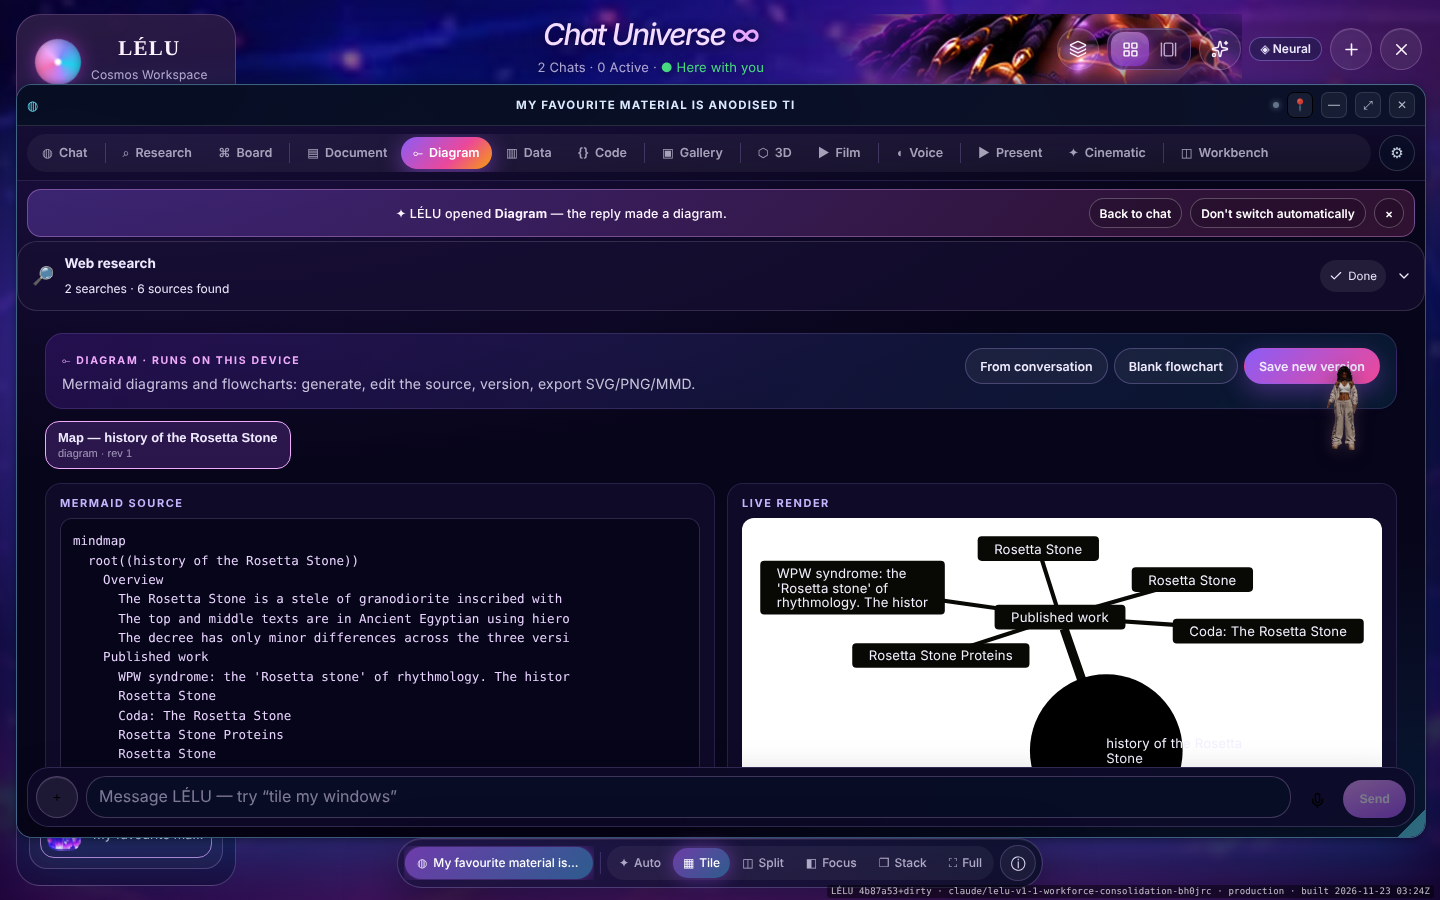 LÉLU
Cosmos Workspace
Chat Universe ∞
2 Chats · 0 Active · ● Here with you
◈ Neural
MY FAVOURITE MATERIAL IS ANODISED TI
Chat
Research
Board
Document
Diagram
Data
{} Code
Gallery
3D
Film
Voice
Present
Cinematic
Workbench
✦ LÉLU opened Diagram — the reply made a diagram.
Back to chat
Don't switch automatically
×
Web research
2 searches · 6 sources found
✓ Done
DIAGRAM · RUNS ON THIS DEVICE
Mermaid diagrams and flowcharts: generate, edit the source, version, export SVG/PNG/MMD.
From conversation
Blank flowchart
Save new version
Map — history of the Rosetta Stone
diagram · rev 1
MERMAID SOURCE
mindmap
root((history of the Rosetta Stone))
Overview
The Rosetta Stone is a stele of granodiorite inscribed with
The top and middle texts are in Ancient Egyptian using hiero
The decree has only minor differences across the three versi
Published work
WPW syndrome: the 'Rosetta stone' of rhythmology. The histor
Rosetta Stone
Coda: The Rosetta Stone
Rosetta Stone Proteins
Rosetta Stone
LIVE RENDER
Rosetta Stone
WPW syndrome: the
'Rosetta stone' of
rhythmology. The histor
Rosetta Stone
Published work
Coda: The Rosetta Stone
Rosetta Stone Proteins
history of the Rosetta
Stone
+
Message LÉLU — try “tile my windows”
Send
My favourite material is...
Auto
Tile
Split
Focus
Stack
Full
LÉLU 4b87a53+dirty · claude/lelu-v1-1-workforce-consolidation-bh0jrc · production · built 2026-11-23 03:24Z